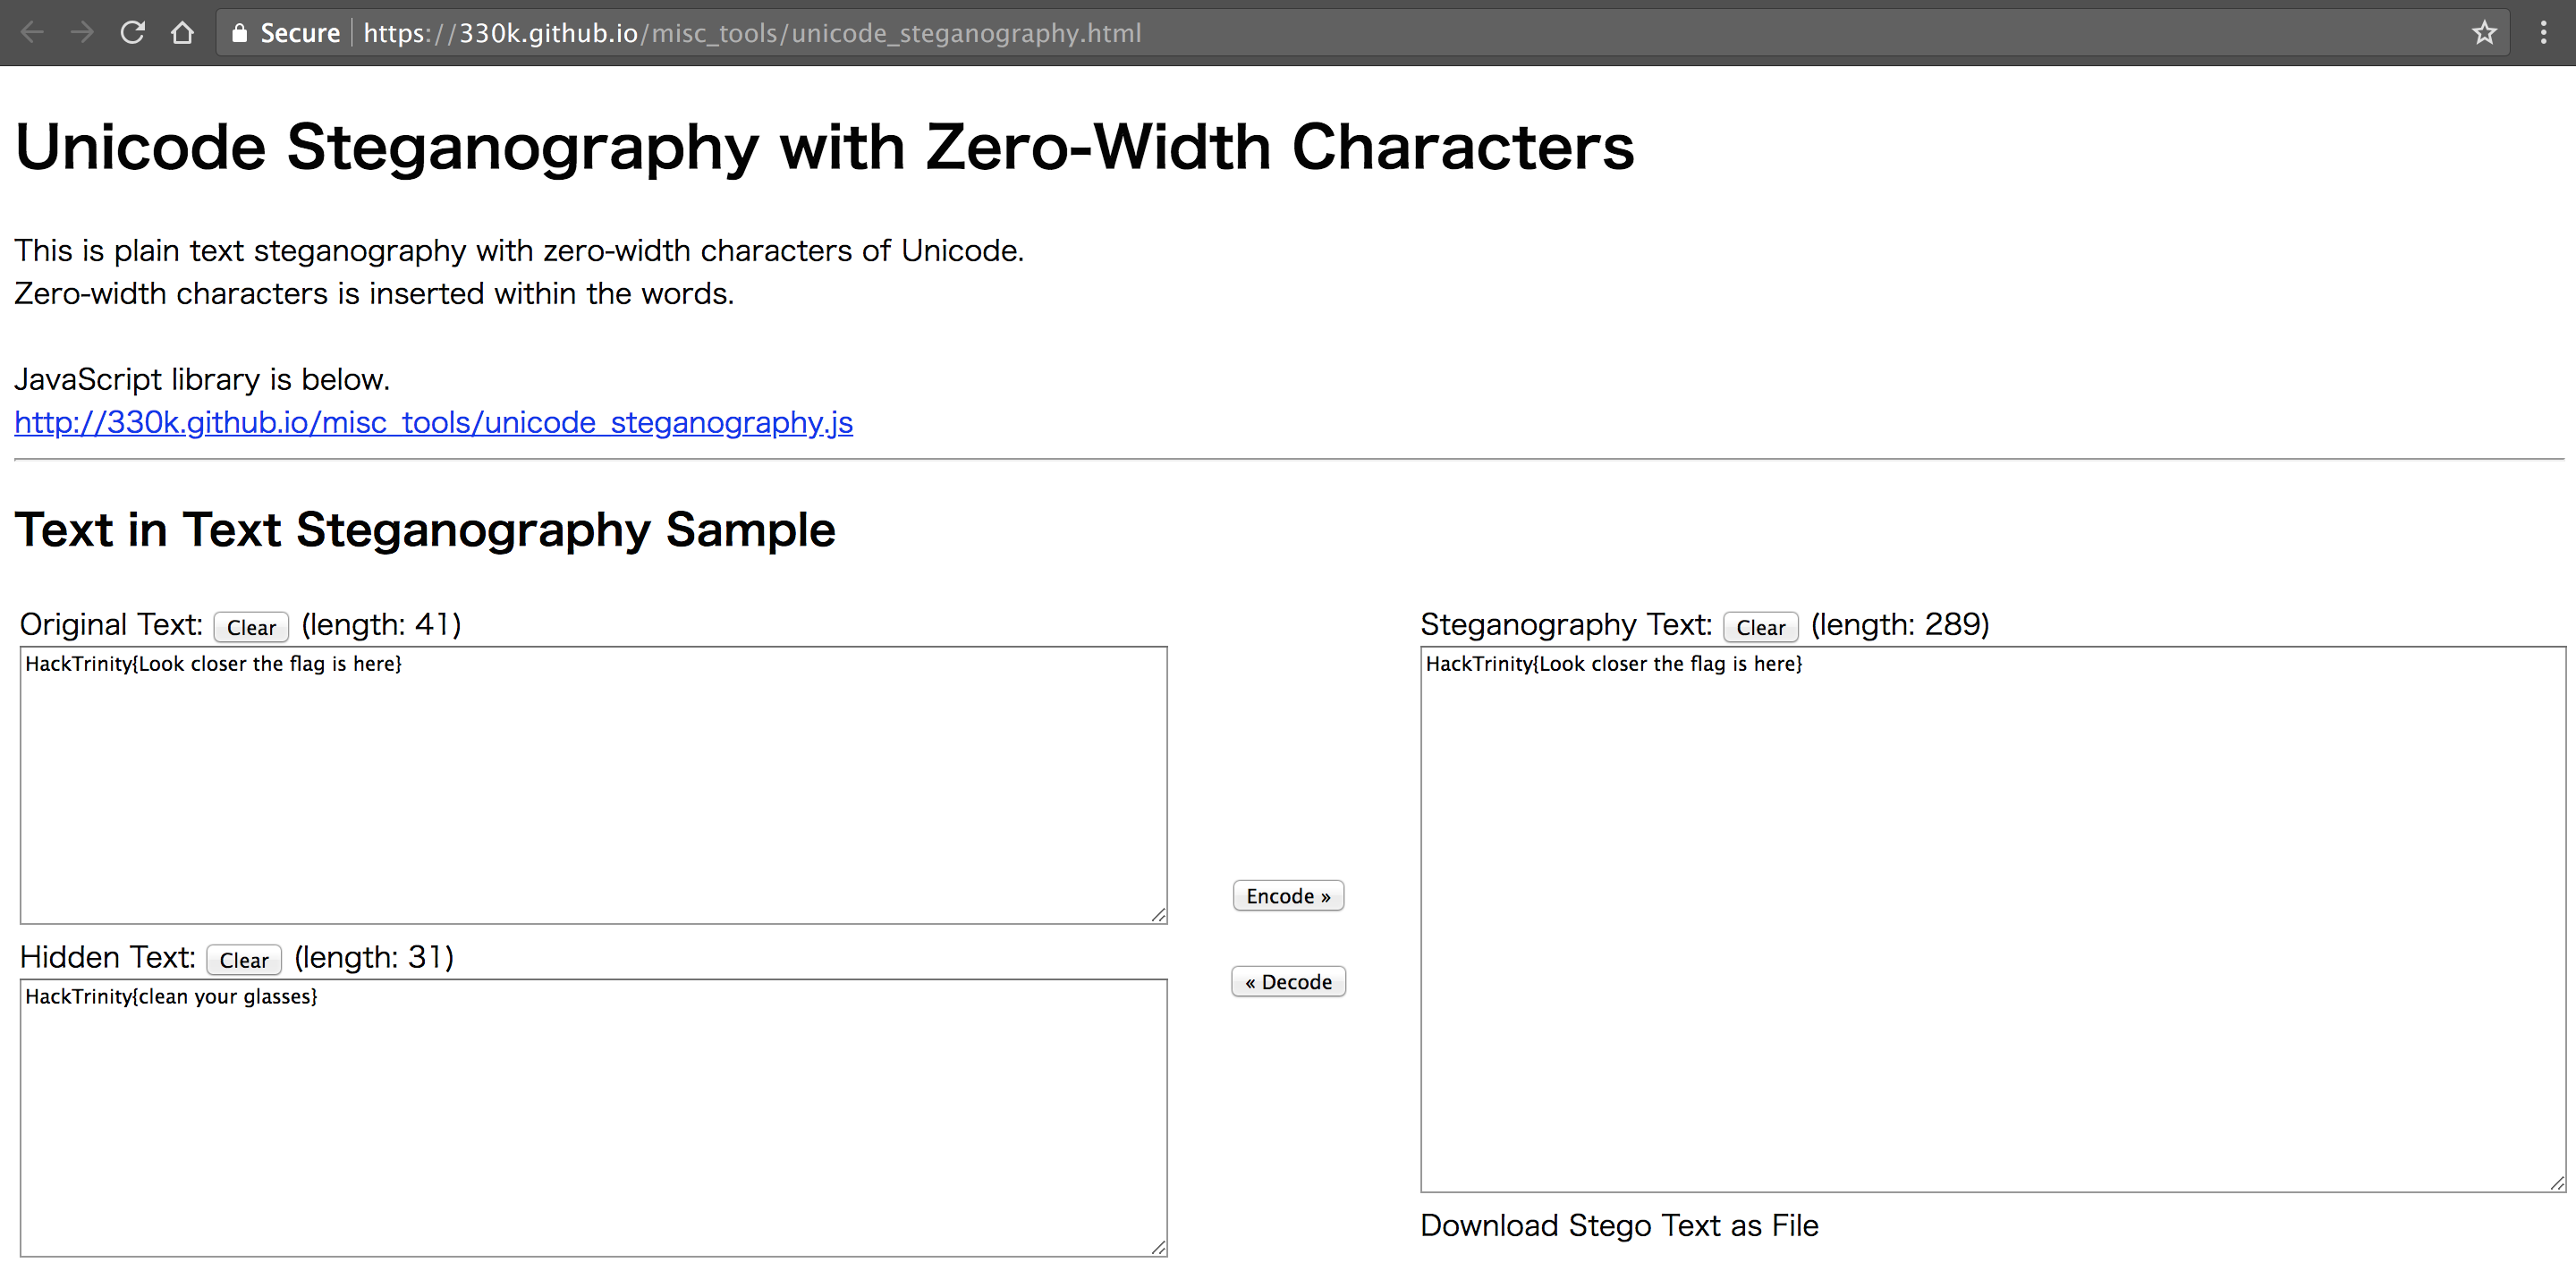 Secure https://330k.github.io/misc_tools/unicode_steganography.html
Unicode Steganography with Zero-Width Characters
This is plain text steganography with zero-width characters of Unicode.
Zero-width characters is inserted within the words.
JavaScript library is below.
http://330k.github.io/misc_tools/unicode_steganography.js
Text in Text Steganography Sample
Original Text: Clear (length: 41)
HackTrinity{Look closer the flag is here}
Hidden Text: Clear (length: 31)
HackTrinity{clean your glasses}
Encode »
« Decode
Steganography Text: Clear (length: 289)
HackTrinity{Look closer the flag is here}
Download Stego Text as File